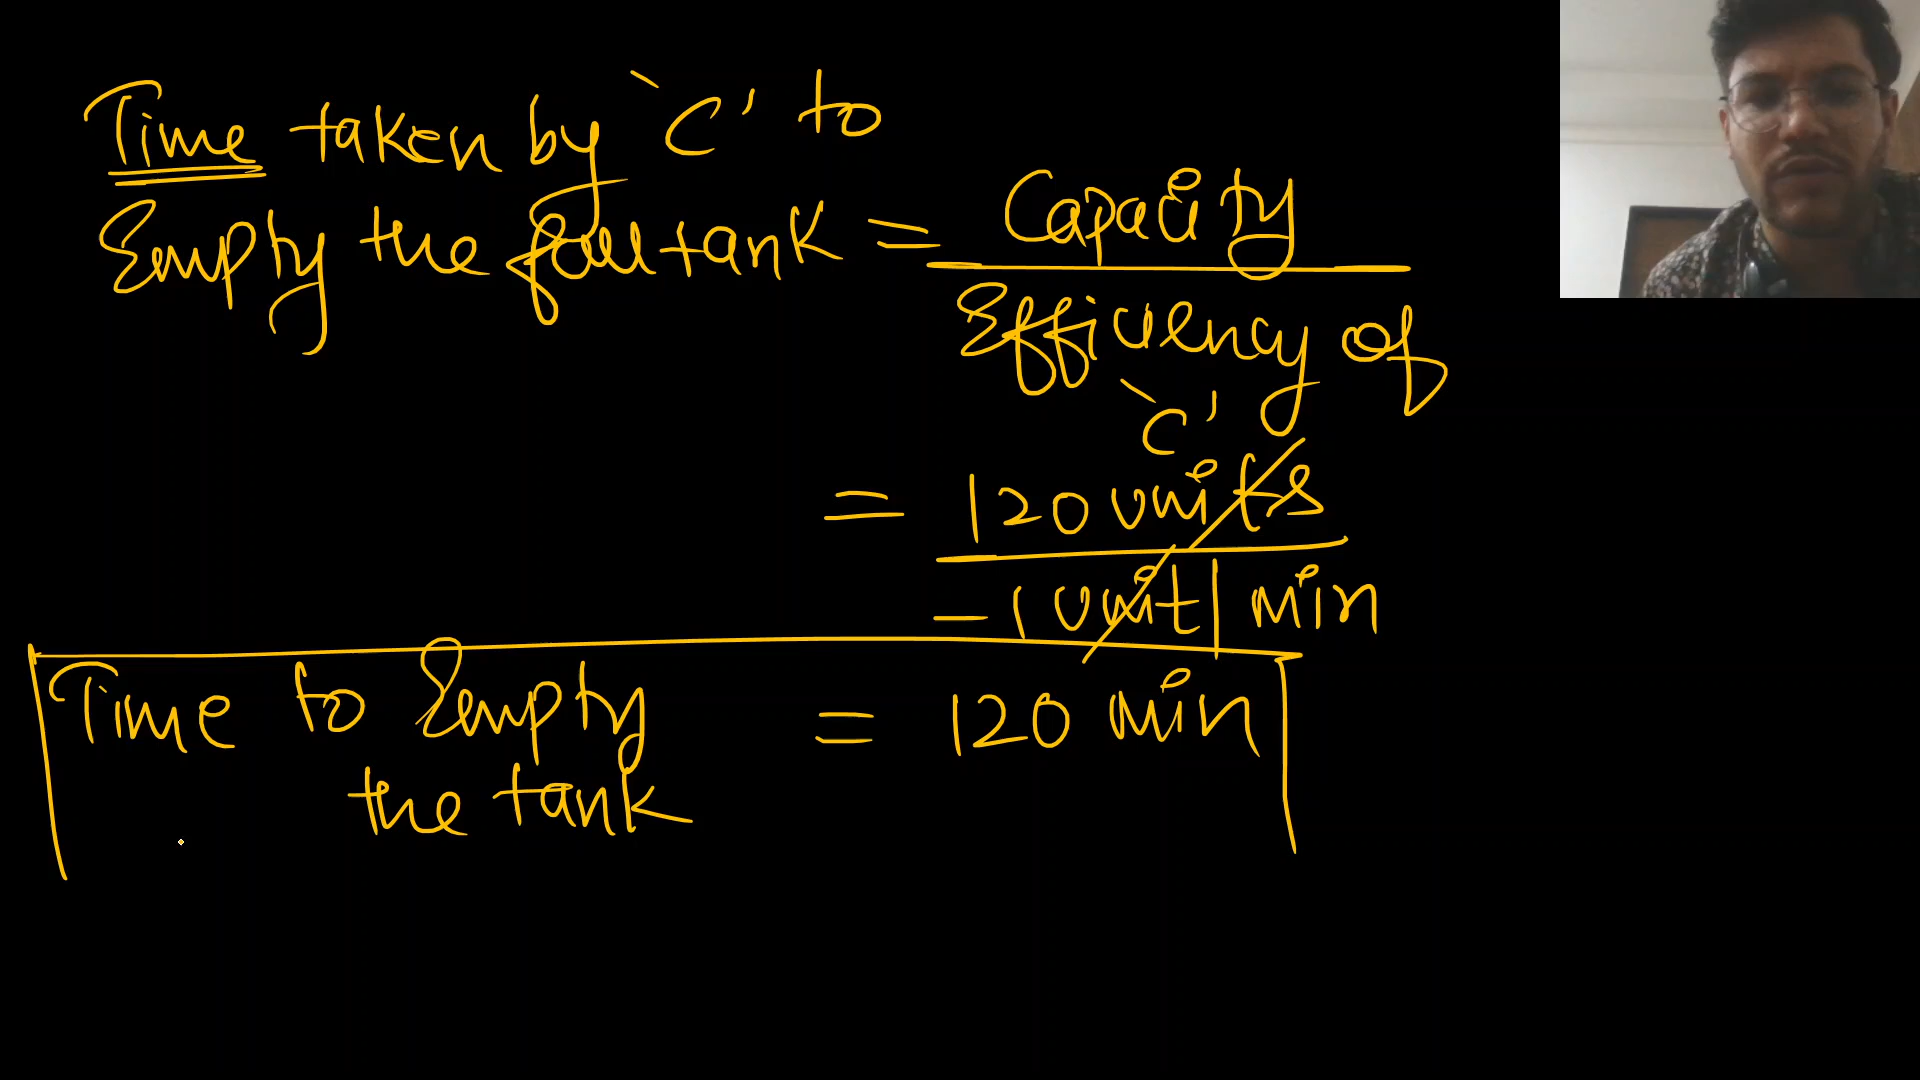 Time taken by 'C' to
Empty the full tank = Capacity
Efficiency of
'C'
= 120 units
- 1 unit | min
Time to Empty = 120 min
the tank